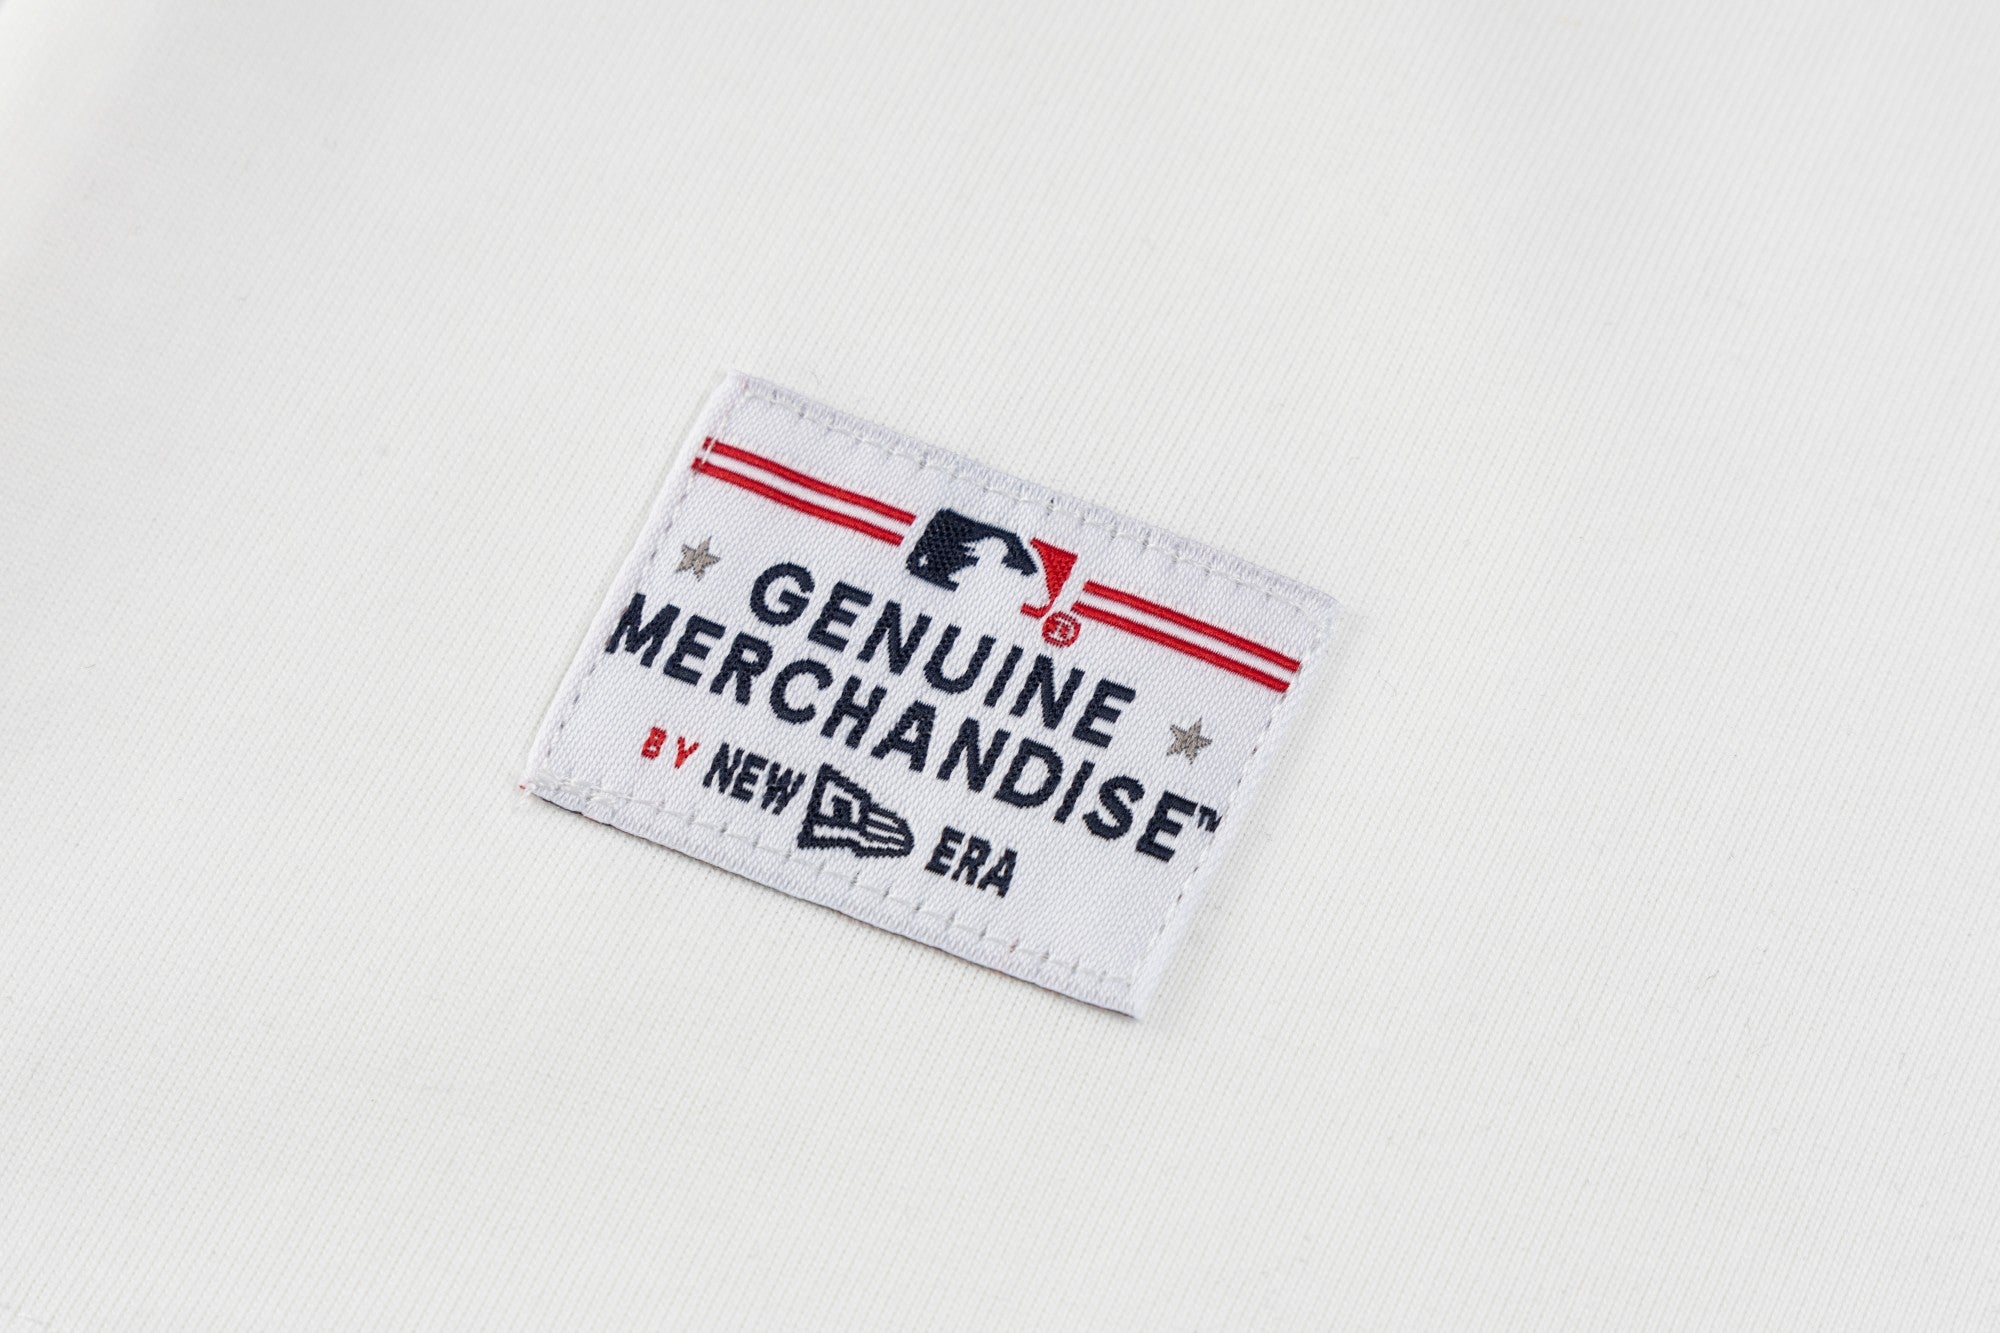 ®
GENUINE
MERCHANDISE™
BY NEW ERA